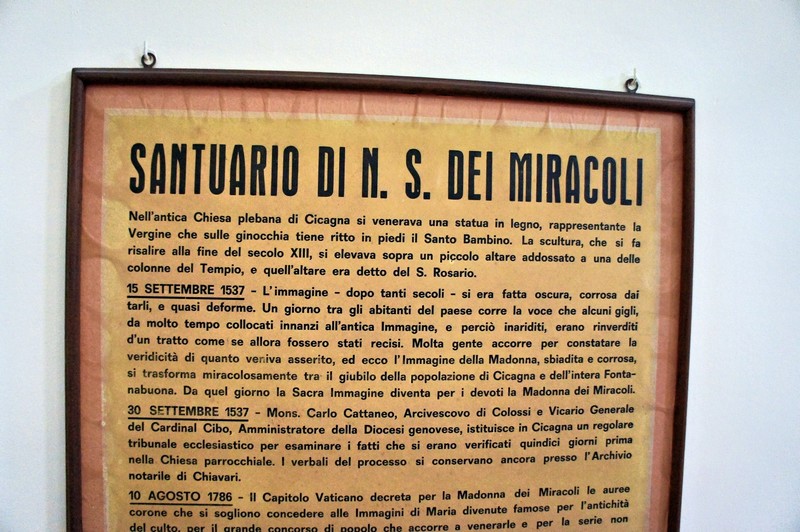 SANTUARIO DI N. S. DEI MIRACOLI
Nell'antica Chiesa plebana di Cicagna si venerava una statua in legno, rappresentante la
Vergine che sulle ginocchia tiene ritto in piedi il Santo Bambino. La scultura, che si fa
risalire alla fine del secolo XIII, si elevava sopra un piccolo altare addossato a una delle
colonne del Tempio, e quell'altare era detto del S. Rosario.
15 SETTEMBRE 1537 - L'immagine - dopo tanti secoli - si era fatta oscura, corrosa dai
tarli, e quasi deforme. Un giorno tra gli abitanti del paese corre la voce che alcuni gigli,
da molto tempo collocati innanzi all'antica Immagine, e perciò inariditi, erano rinverditi
d'un tratto come se allora fossero stati recisi. Molta gente accorre per constatare la
veridicità di quanto veniva asserito, ed ecco l'Immagine della Madonna, sbiadita e corrosa,
si trasforma miracolosamente tra il giubilo della popolazione di Cicagna e dell'intera Fonta-
nabuona. Da quel giorno la Sacra Immagine diventa per i devoti la Madonna dei Miracoli.
30 SETTEMBRE 1537 - Mons. Carlo Cattaneo, Arcivescovo di Colossi e Vicario Generale
del Cardinal Cibo, Amministratore della Diocesi genovese, istituisce in Cicagna un regolare
tribunale ecclesiastico per esaminare i fatti che si erano verificati quindici giorni prima
nella Chiesa parrocchiale. I verbali del processo si conservano ancora presso l'Archivio
notarile di Chiavari.
10 AGOSTO 1786 - Il Capitolo Vaticano decreta per la Madonna dei Miracoli le auree
corone che si sogliono concedere alle Immagini di Maria divenute famose per l'antichità
del culto, per il grande concorso di popolo che accorre a venerarle e per la serie non